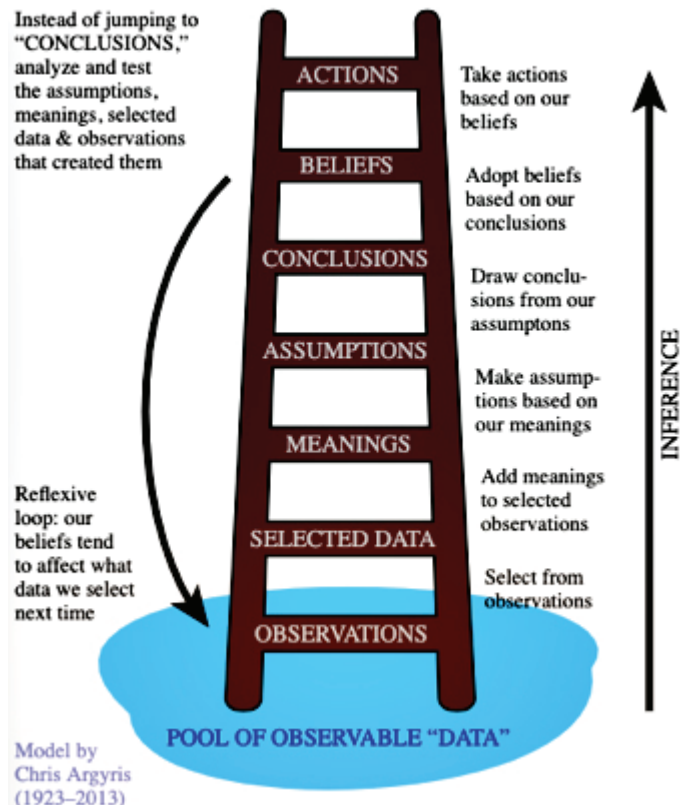 Instead of jumping to
“CONCLUSIONS,”
analyze and test
the assumptions,
meanings, selected
data & observations
that created them
ACTIONS
Take actions
based on our
beliefs
BELIEFS
Adopt beliefs
based on our
conclusions
CONCLUSIONS
Draw conclu-
sions from our
assumptons
ASSUMPTIONS
Make assump-
tions based on
our meanings
MEANINGS
Add meanings
to selected
observations
SELECTED DATA
Select from
observations
OBSERVATIONS
INFERENCE
Reflexive
loop: our
beliefs tend
to affect what
data we select
next time
POOL OF OBSERVABLE “DATA”
Model by
Chris Argyris
(1923–2013)